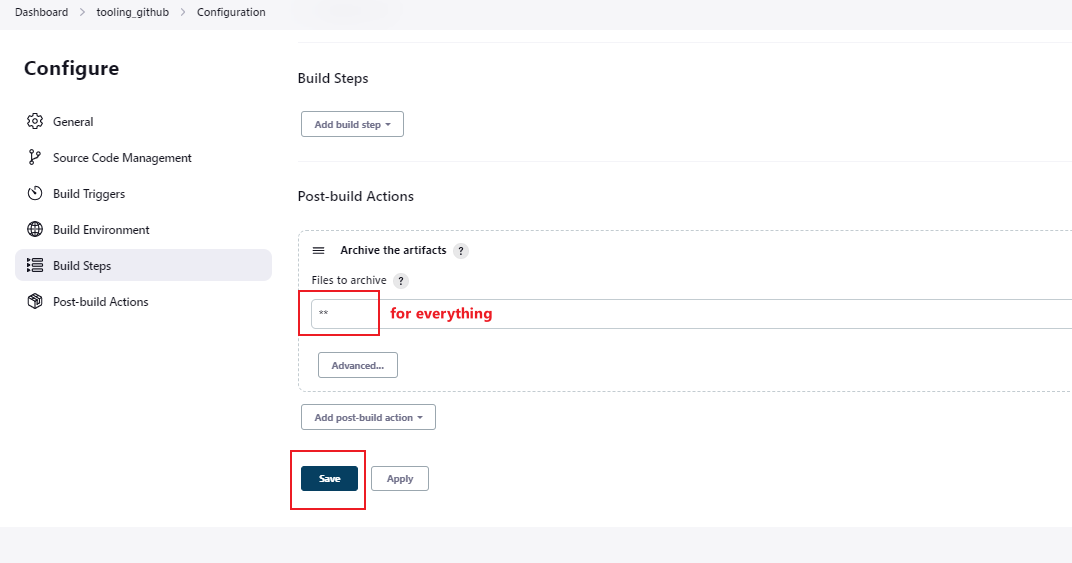 Dashboard > tooling_github > Configuration
Configure
General
Source Code Management
Build Triggers
Build Environment
Build Steps
Post-build Actions
Build Steps
Add build step
Post-build Actions
Archive the artifacts ?
Files to archive ?
** for everything
Advanced...
Add post-build action
Save Apply